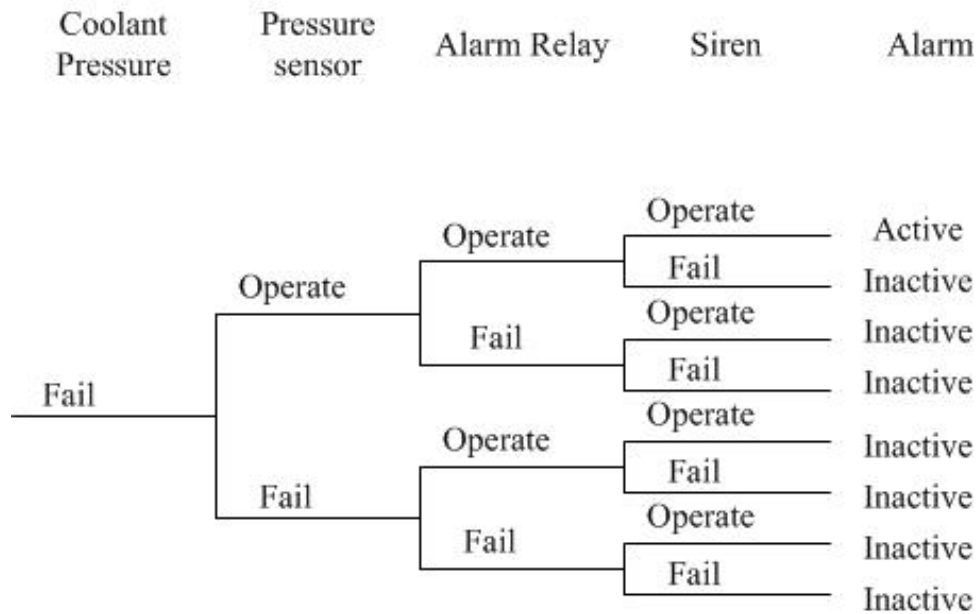 Coolant
Pressure
Pressure
sensor
Alarm Relay
Siren
Alarm
Operate
Active
Operate
Fail
Inactive
Operate
Operate
Inactive
Fail
Fail
Inactive
Fail
Operate
Operate
Inactive
Fail
Fail
Inactive
Operate
Fail
Inactive
Fail
Inactive